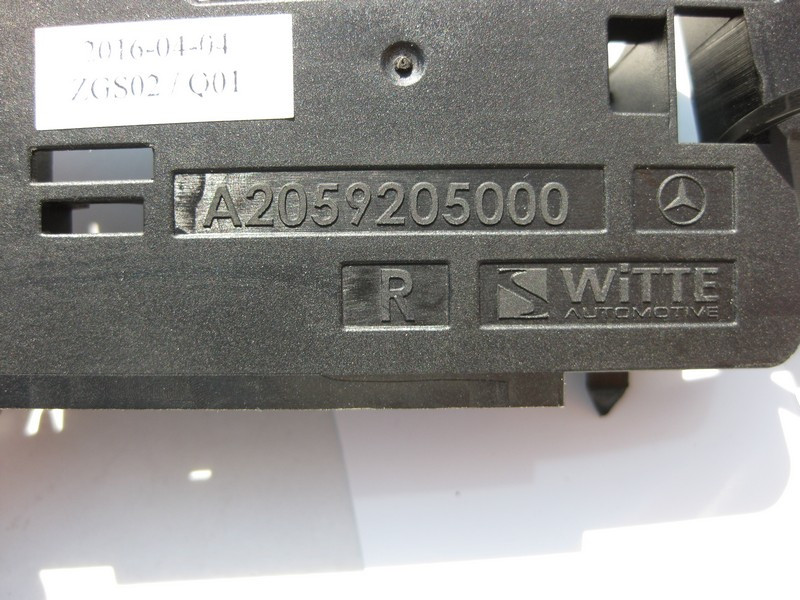 2016-04-04
ZGS02 / Q01
A2059205000
R
WiTTE
AUTOMOTIVE